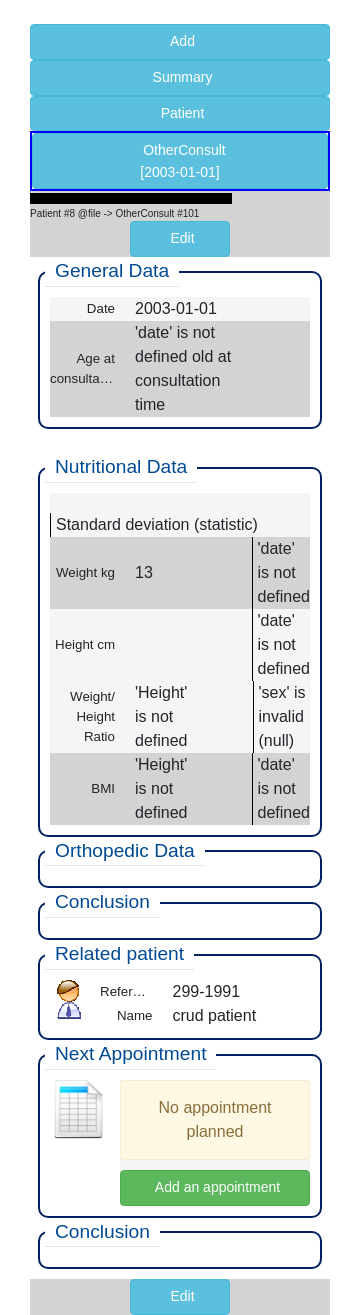 Add
Summary
Patient
OtherConsult
[2003-01-01]
Patient #8 @file -> OtherConsult #101
Edit
General Data
Date 2003-01-01
Age at consulta… 'date' is not defined old at consultation time
Nutritional Data
Standard deviation (statistic)
Weight kg 13 'date' is not defined
Height cm 'date' is not defined
Weight/ Height Ratio 'Height' is not defined 'sex' is invalid (null)
BMI 'Height' is not defined 'date' is not defined
Orthopedic Data
Conclusion
Related patient
Refer… 299-1991
Name crud patient
Next Appointment
No appointment
planned
Add an appointment
Conclusion
Edit